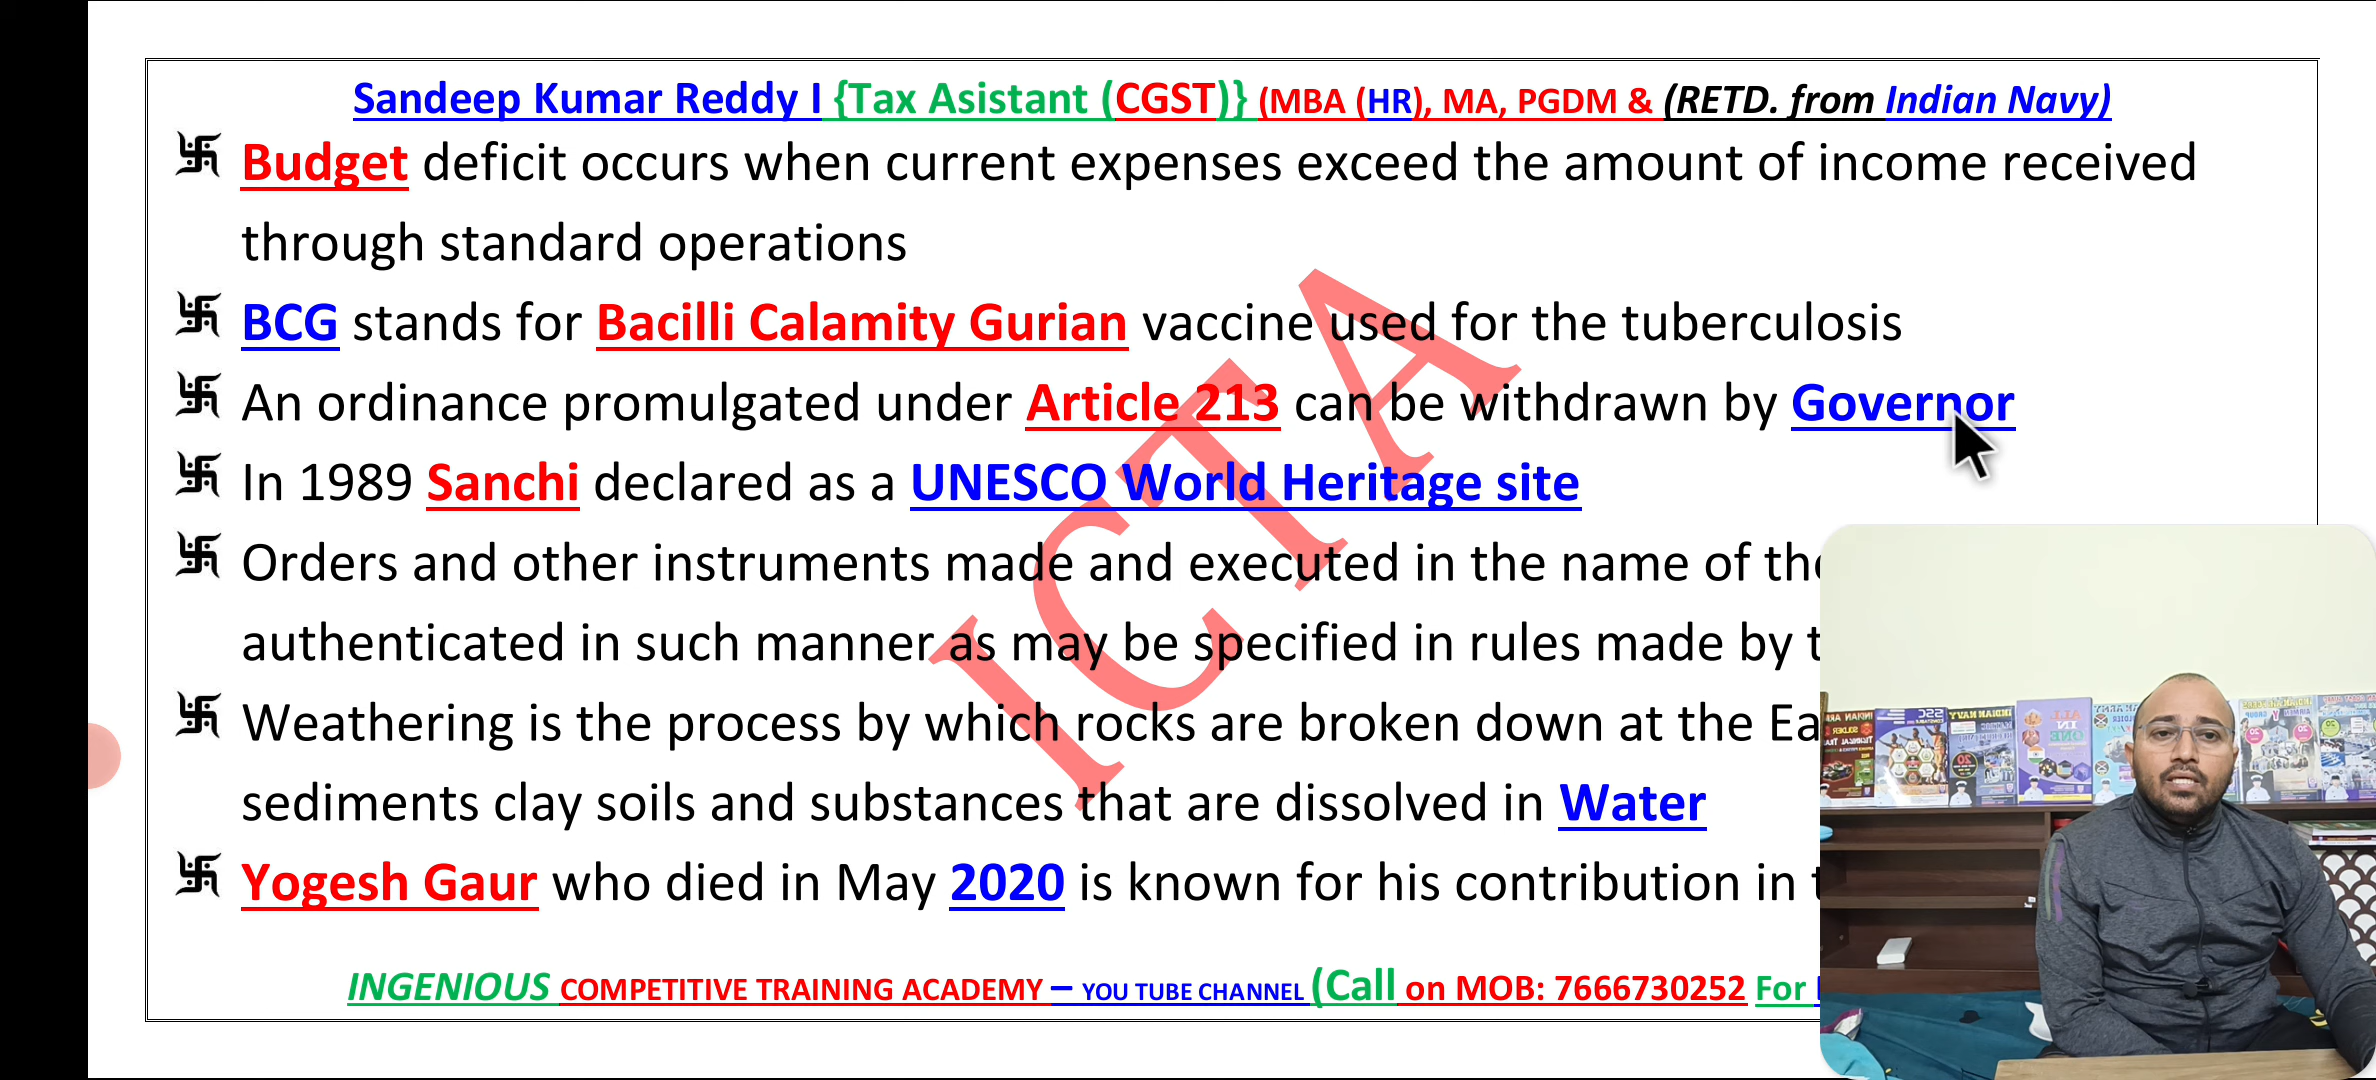 Sandeep Kumar Reddy I {Tax Asistant (CGST)} (MBA (HR), MA, PGDM & (RETD. from Indian Navy)
Budget deficit occurs when current expenses exceed the amount of income received
through standard operations
BCG stands for Bacilli Calamity Gurian vaccine used for the tuberculosis
An ordinance promulgated under Article 213 can be withdrawn by Governor
In 1989 Sanchi declared as a UNESCO World Heritage site
Orders and other instruments made and executed in the name of the
authenticated in such manner as may be specified in rules made by
Weathering is the process by which rocks are broken down at the
sediments clay soils and substances that are dissolved in Water
Yogesh Gaur who died in May 2020 is known for his contribution in
ICTA
INGENIOUS COMPETITIVE TRAINING ACADEMY – YOU TUBE CHANNEL (Call on MOB: 7666730252 For
SSC
INDIAN NAVY
ALL
IN
ONE